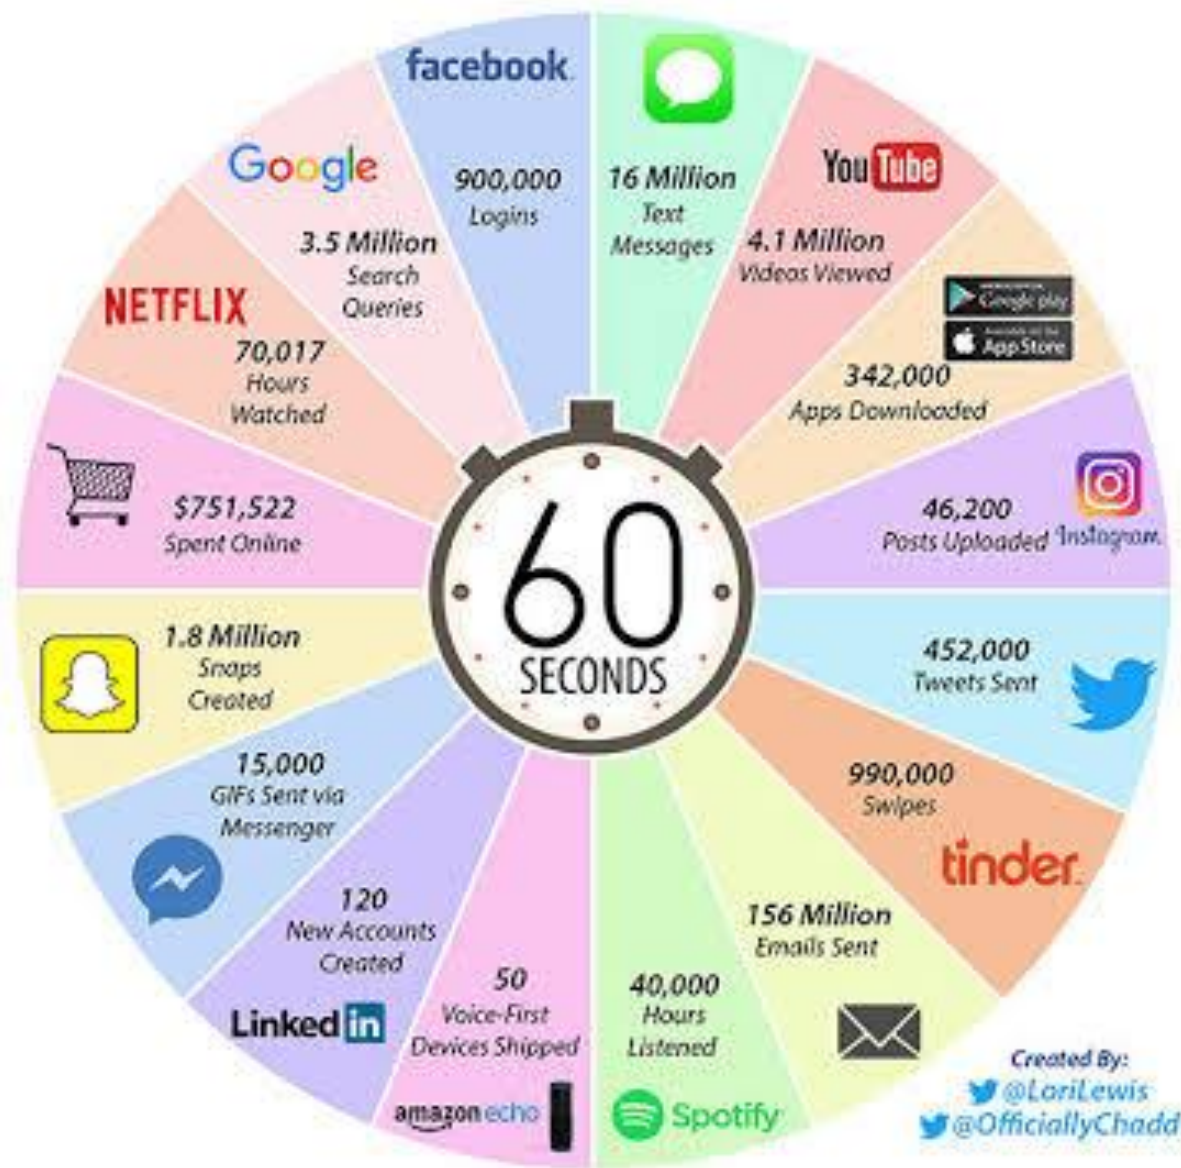 facebook
900,000
Logins
16 Million
Text
Messages
YouTube
4.1 Million
Videos Viewed
Google play
App Store
342,000
Apps Downloaded
46,200
Posts Uploaded
Instagram
452,000
Tweets Sent
990,000
Swipes
tinder
156 Million
Emails Sent
40,000
Hours
Listened
Spotify
50
Voice-First
Devices Shipped
amazon echo
120
New Accounts
Created
Linked in
15,000
GIFs Sent via
Messenger
1.8 Million
Snaps
Created
$751,522
Spent Online
NETFLIX
70,017
Hours
Watched
Google
3.5 Million
Search
Queries
60
SECONDS
Created By:
@LoriLewis
@OfficiallyChadd